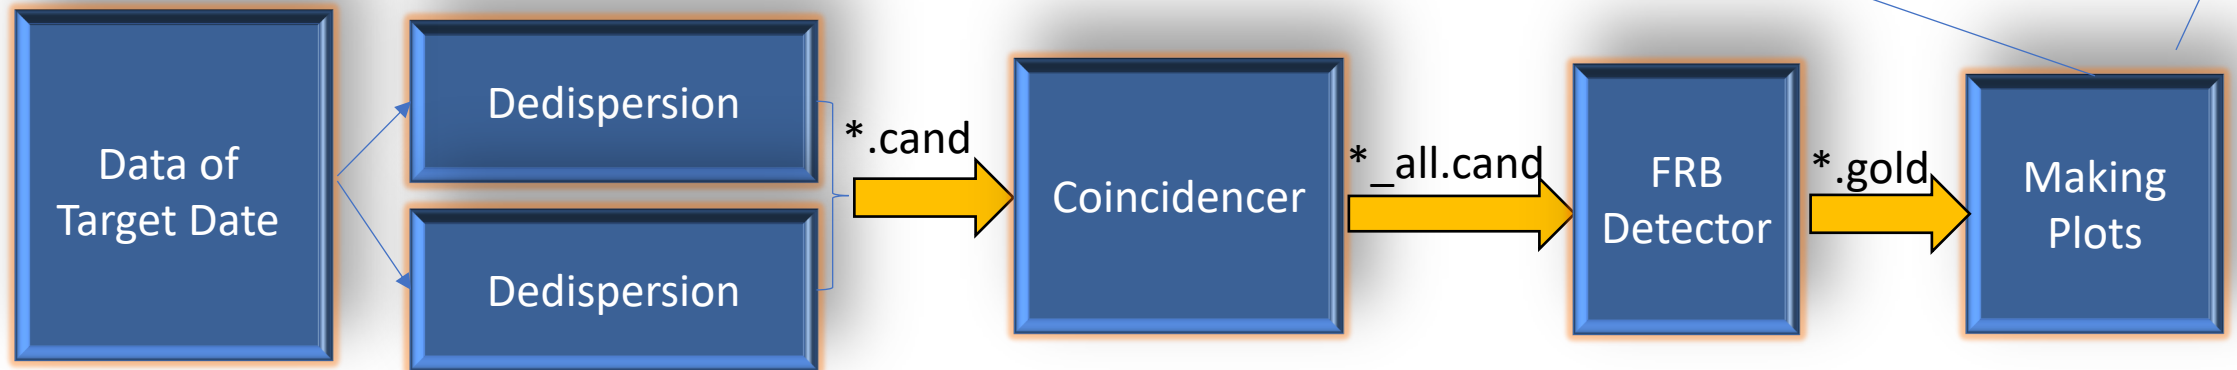 Data of
Target Date
Dedispersion
Dedispersion
*.cand
Coincidencer
*_all.cand
FRB
Detector
*.gold
Making
Plots